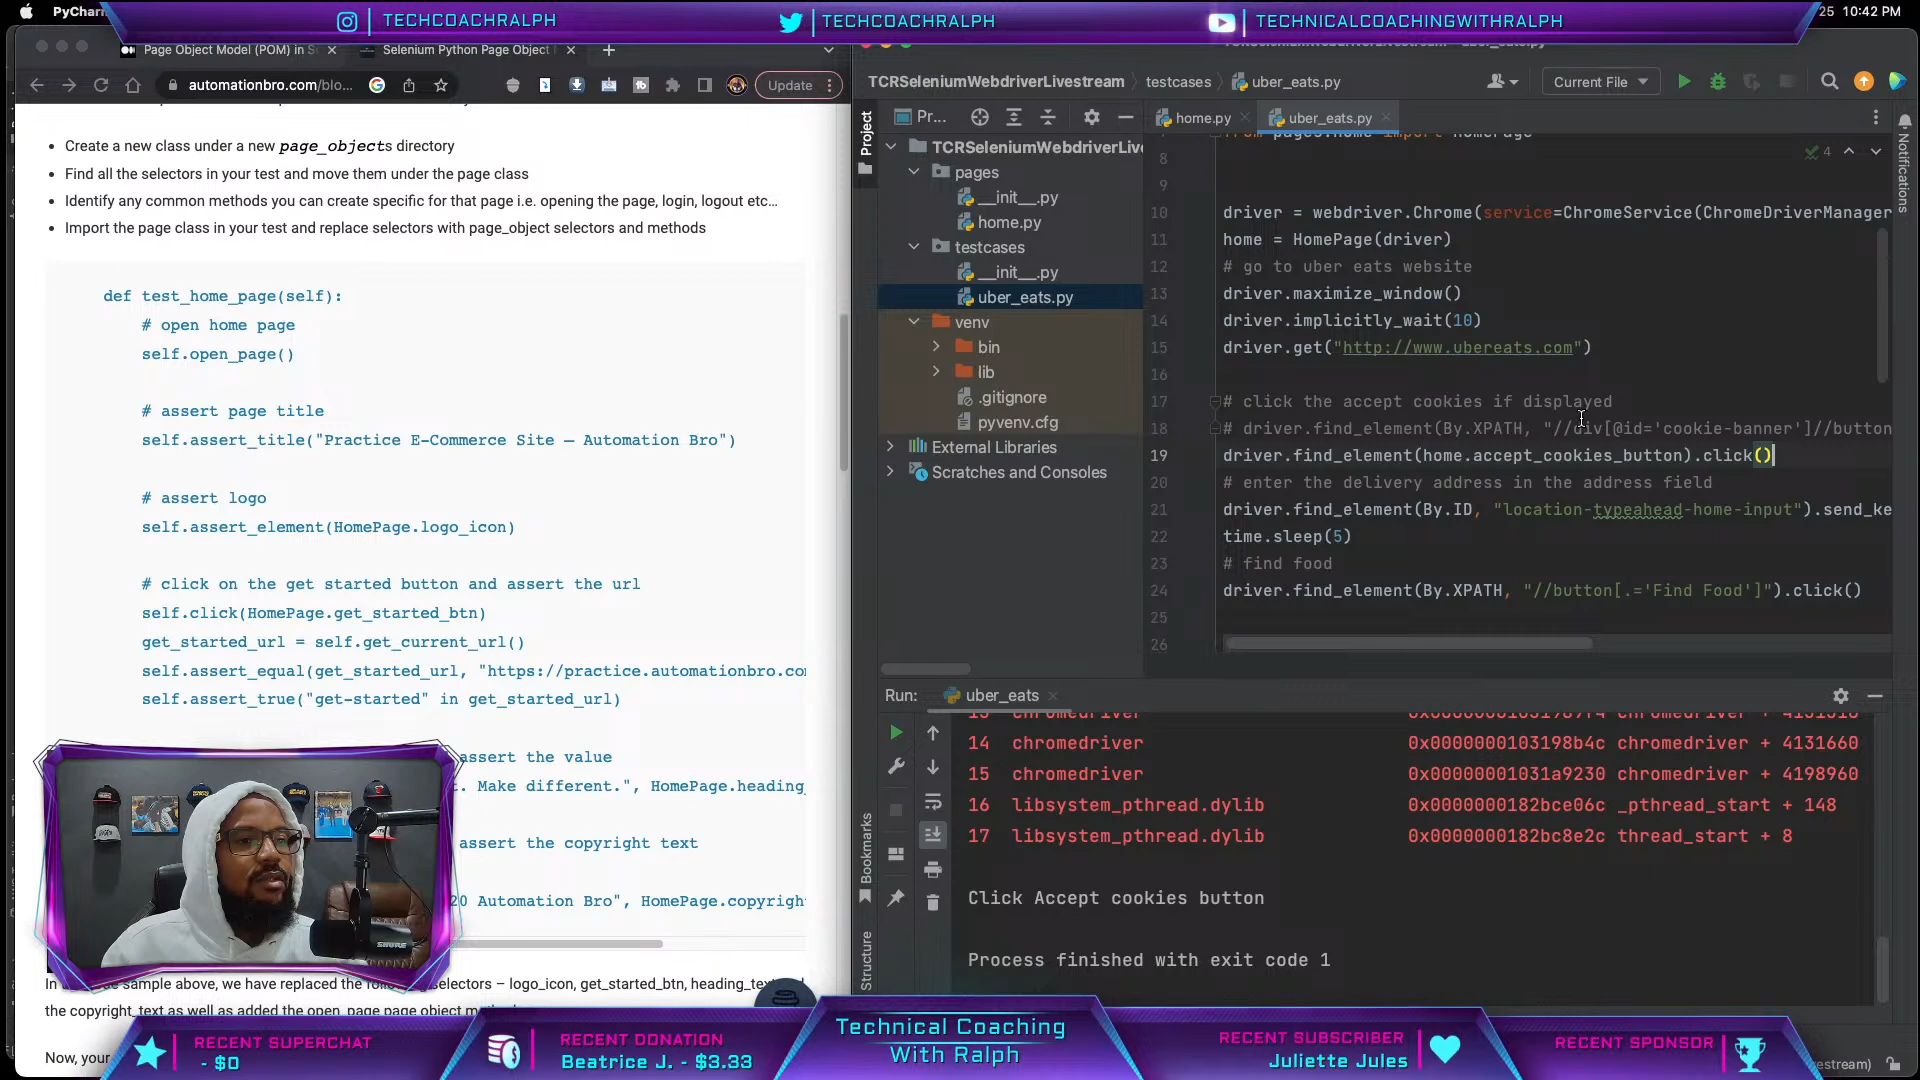 PyChar
TECHCOACHRALPH
TECHCOACHRALPH
TECHNICALCOACHINGWITHRALPH
25 10:42 PM
Page Object Model (POM) in S
Selenium Python Page Object
automationbro.com/blo...
Update
Create a new class under a new page_objects directory
Find all the selectors in your test and move them under the page class
Identify any common methods you can create specific for that page i.e. opening the page, login, logout etc...
Import the page class in your test and replace selectors with page_object selectors and methods
def test_home_page(self):
# open home page
self.open_page()
# assert page title
self.assert_title("Practice E-Commerce Site – Automation Bro")
# assert logo
self.assert_element(HomePage.logo_icon)
# click on the get started button and assert the url
self.click(HomePage.get_started_btn)
get_started_url = self.get_current_url()
self.assert_equal(get_started_url, "https://practice.automationbro.co
self.assert_true("get-started" in get_started_url)
assert the value
. Make different.", HomePage.heading_
assert the copyright text
20 Automation Bro", HomePage.copyright
sample above, we have replaced the
selectors – logo_icon, get_started_btn, heading_tex
the copyright_text as well as added the open_page page object
Now, your
TCRSeleniumWebdriverLivestream
testcases
uber_eats.py
Current File
Project
Pr...
home.py
uber_eats.py
Notifications
TCRSeleniumWebdriverLive
pages
__init__.py
home.py
testcases
__init__.py
uber_eats.py
venv
bin
lib
.gitignore
pyvenv.cfg
External Libraries
Scratches and Consoles
4
from pages.home import HomePage
8
9
10 driver = webdriver.Chrome(service=ChromeService(ChromeDriverManager
11 home = HomePage(driver)
12 # go to uber eats website
13 driver.maximize_window()
14 driver.implicitly_wait(10)
15 driver.get("http://www.ubereats.com")
16
17 # click the accept cookies if displayed
18 # driver.find_element(By.XPATH, "//div[@id='cookie-banner']//button
19 driver.find_element(home.accept_cookies_button).click()
20 # enter the delivery address in the address field
21 driver.find_element(By.ID, "location-typeahead-home-input").send_ke
22 time.sleep(5)
23 # find food
24 driver.find_element(By.XPATH, "//button[.='Find Food']").click()
25
26
Run:
uber_eats
14 chromedriver 0x0000000103198b4c chromedriver + 4131660
15 chromedriver 0x00000001031a9230 chromedriver + 4198960
16 libsystem_pthread.dylib 0x0000000182bce06c _pthread_start + 148
17 libsystem_pthread.dylib 0x0000000182bc8e2c thread_start + 8
Click Accept cookies button
Process finished with exit code 1
Bookmarks
Structure
SHURE
RECENT SUPERCHAT
- $0
RECENT DONATION
Beatrice J. - $3.33
Technical Coaching
With Ralph
RECENT SUBSCRIBER
Juliette Jules
RECENT SPONSOR
estream)